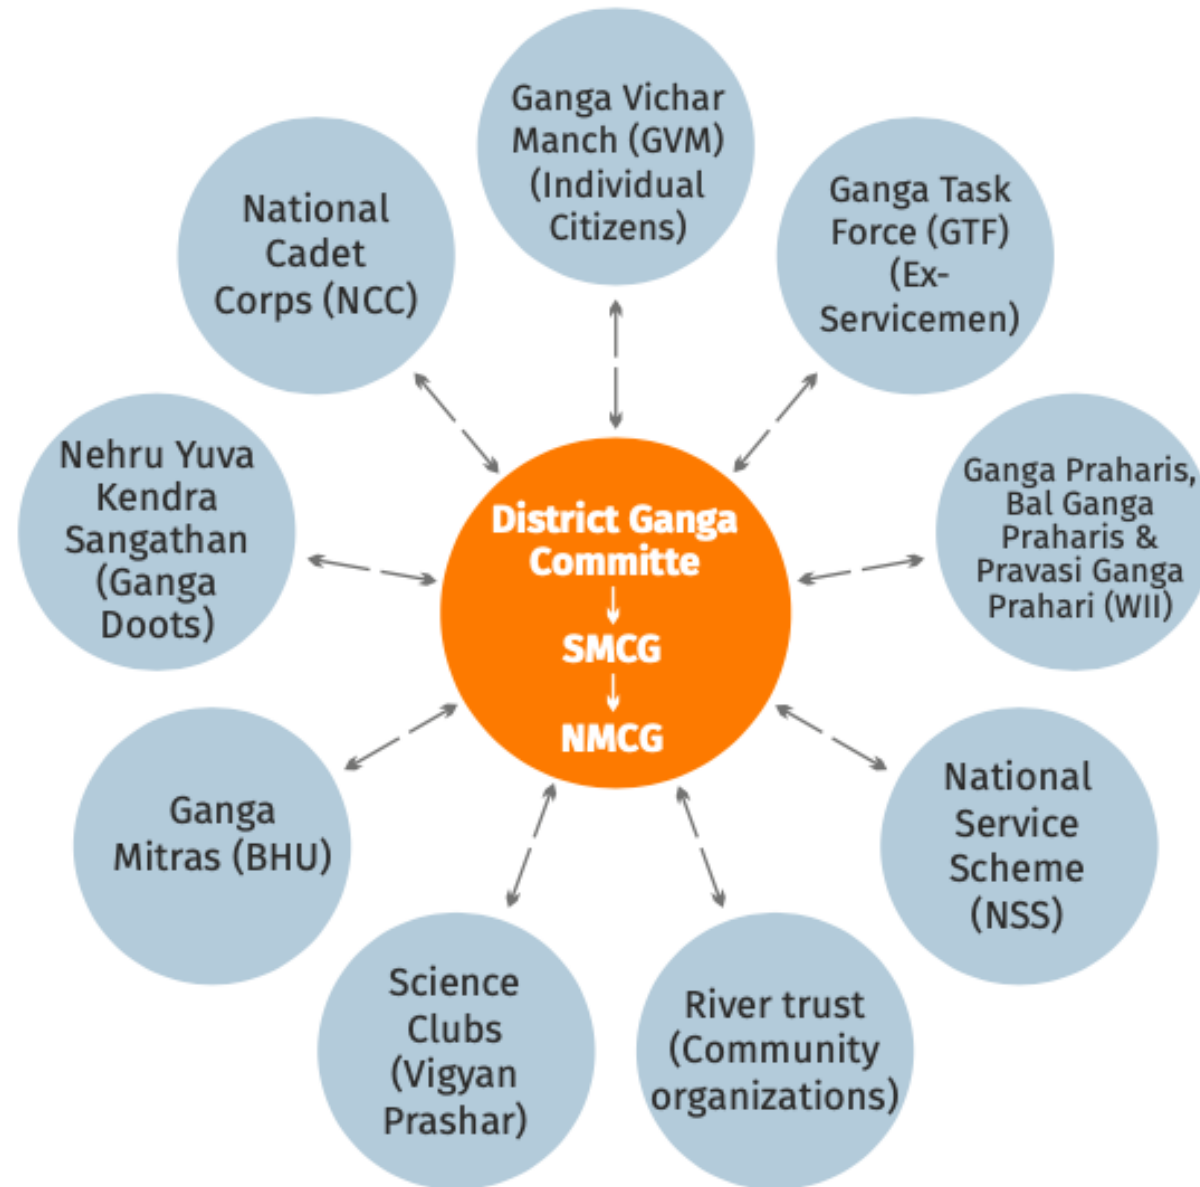 Ganga Vichar
Manch (GVM)
(Individual
Citizens)
Ganga Task
Force (GTF)
(Ex-
Servicemen)
Ganga Praharis,
Bal Ganga
Praharis &
Pravasi Ganga
Prahari (WII)
National
Service
Scheme
(NSS)
River trust
(Community
organizations)
Science
Clubs
(Vigyan
Prashar)
Ganga
Mitras (BHU)
Nehru Yuva
Kendra
Sangathan
(Ganga
Doots)
National
Cadet
Corps (NCC)
District Ganga
Committe
SMCG
NMCG